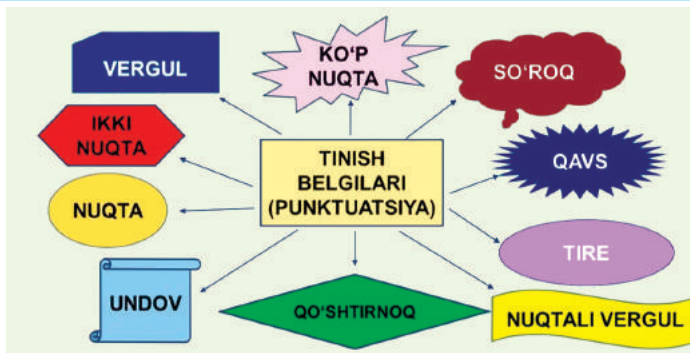 VERGUL
KO‘P
NUQTA
SO‘ROQ
IKKI
NUQTA
TINISH
BELGILARI
(PUNKTUATSIYA)
QAVS
NUQTA
TIRE
UNDOV
QO‘SHTIRNOQ
NUQTALI VERGUL